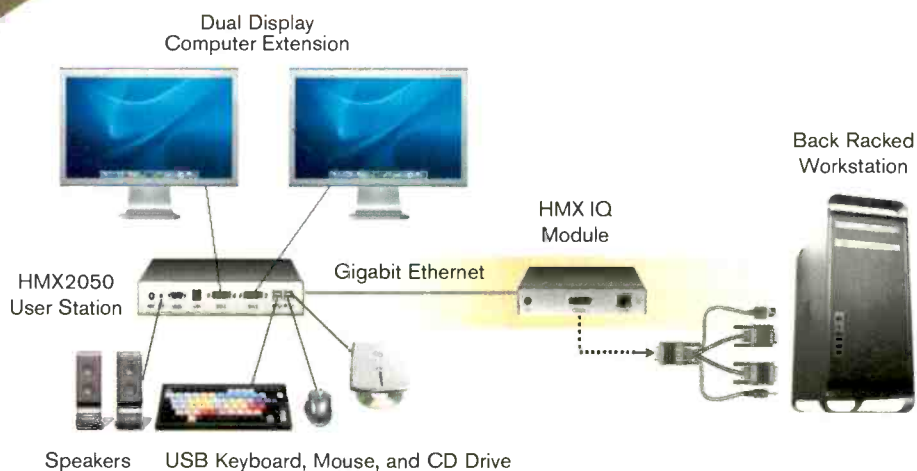 Dual Display
Computer Extension
Back Racked
Workstation
HMX IQ
Module
HMX2050
User Station
Gigabit Ethernet
Speakers
USB Keyboard, Mouse, and CD Drive